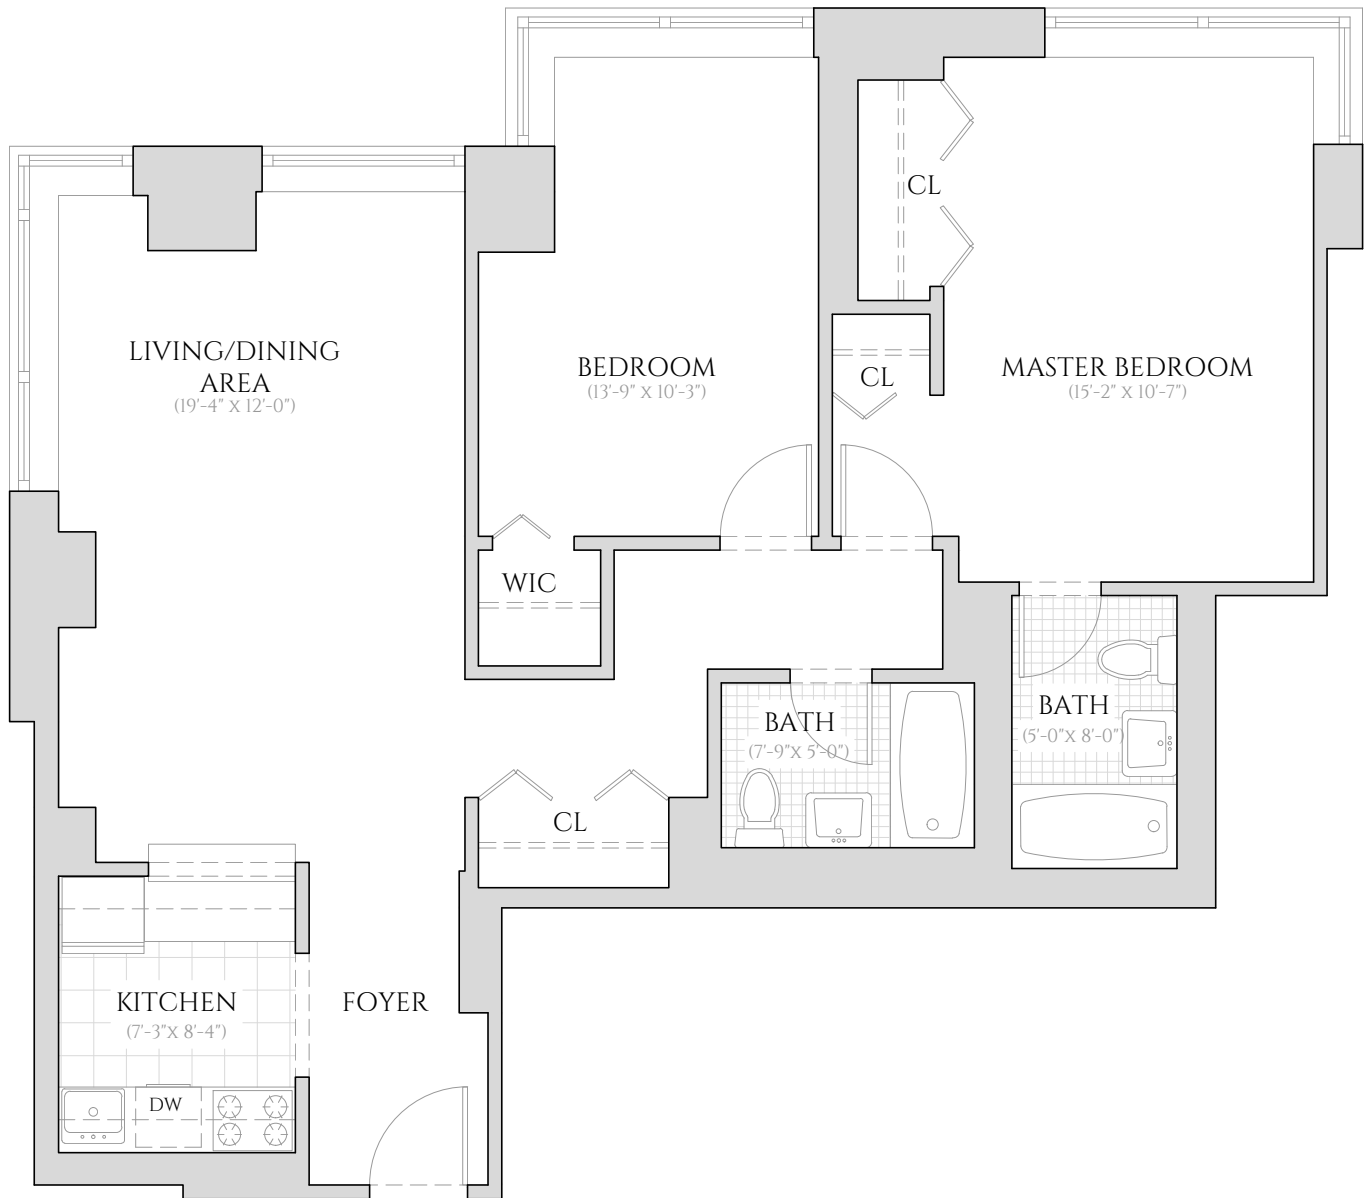 CL
LIVING/DINING
AREA
(19'-4" X 12'-0")
BEDROOM
(13'-9" X 10'-3")
CL
MASTER BEDROOM
(15'-2" X 10'-7")
WIC
BATH
(7'-9"X 5'-0")
BATH
(5'-0"X 8'-0")
CL
KITCHEN
(7'-3"X 8'-4")
FOYER
DW